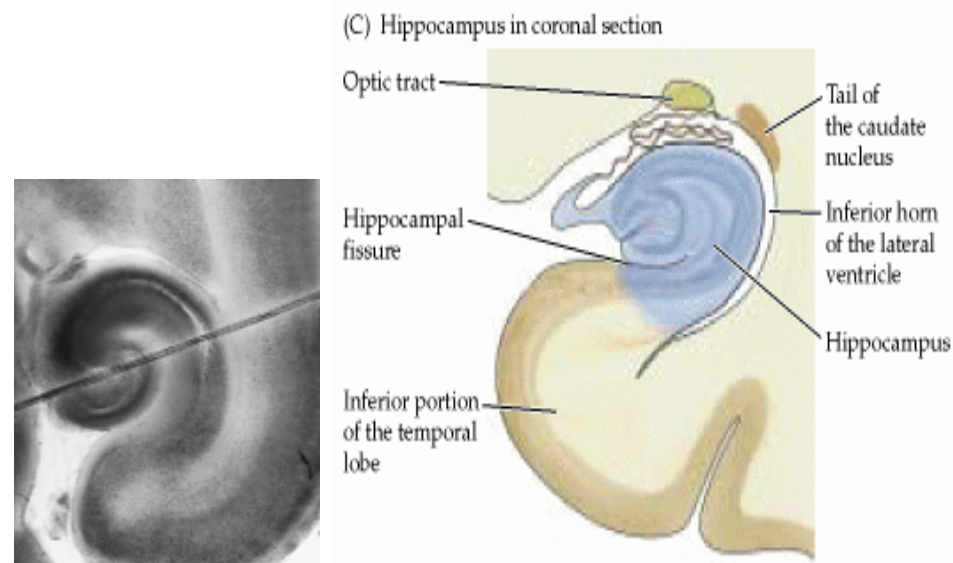 (C) Hippocampus in coronal section
Optic tract
Tail of
the caudate
nucleus
Hippocampal
fissure
Inferior horn
of the lateral
ventricle
Hippocampus
Inferior portion
of the temporal
lobe